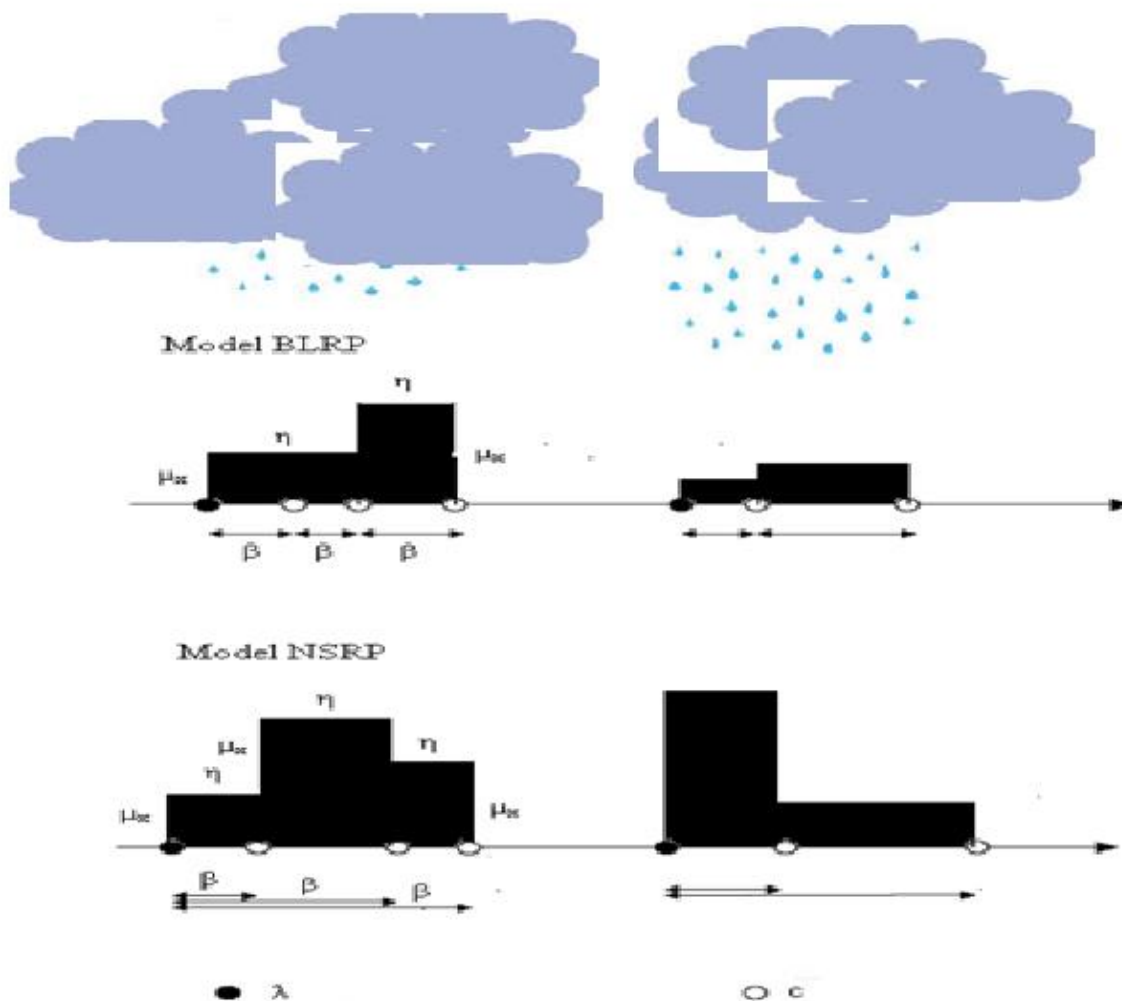 Model BLRP
η
η
μx μx
β β β
Model NSRP
η
μx η
η
μx μx
β β β
λ c